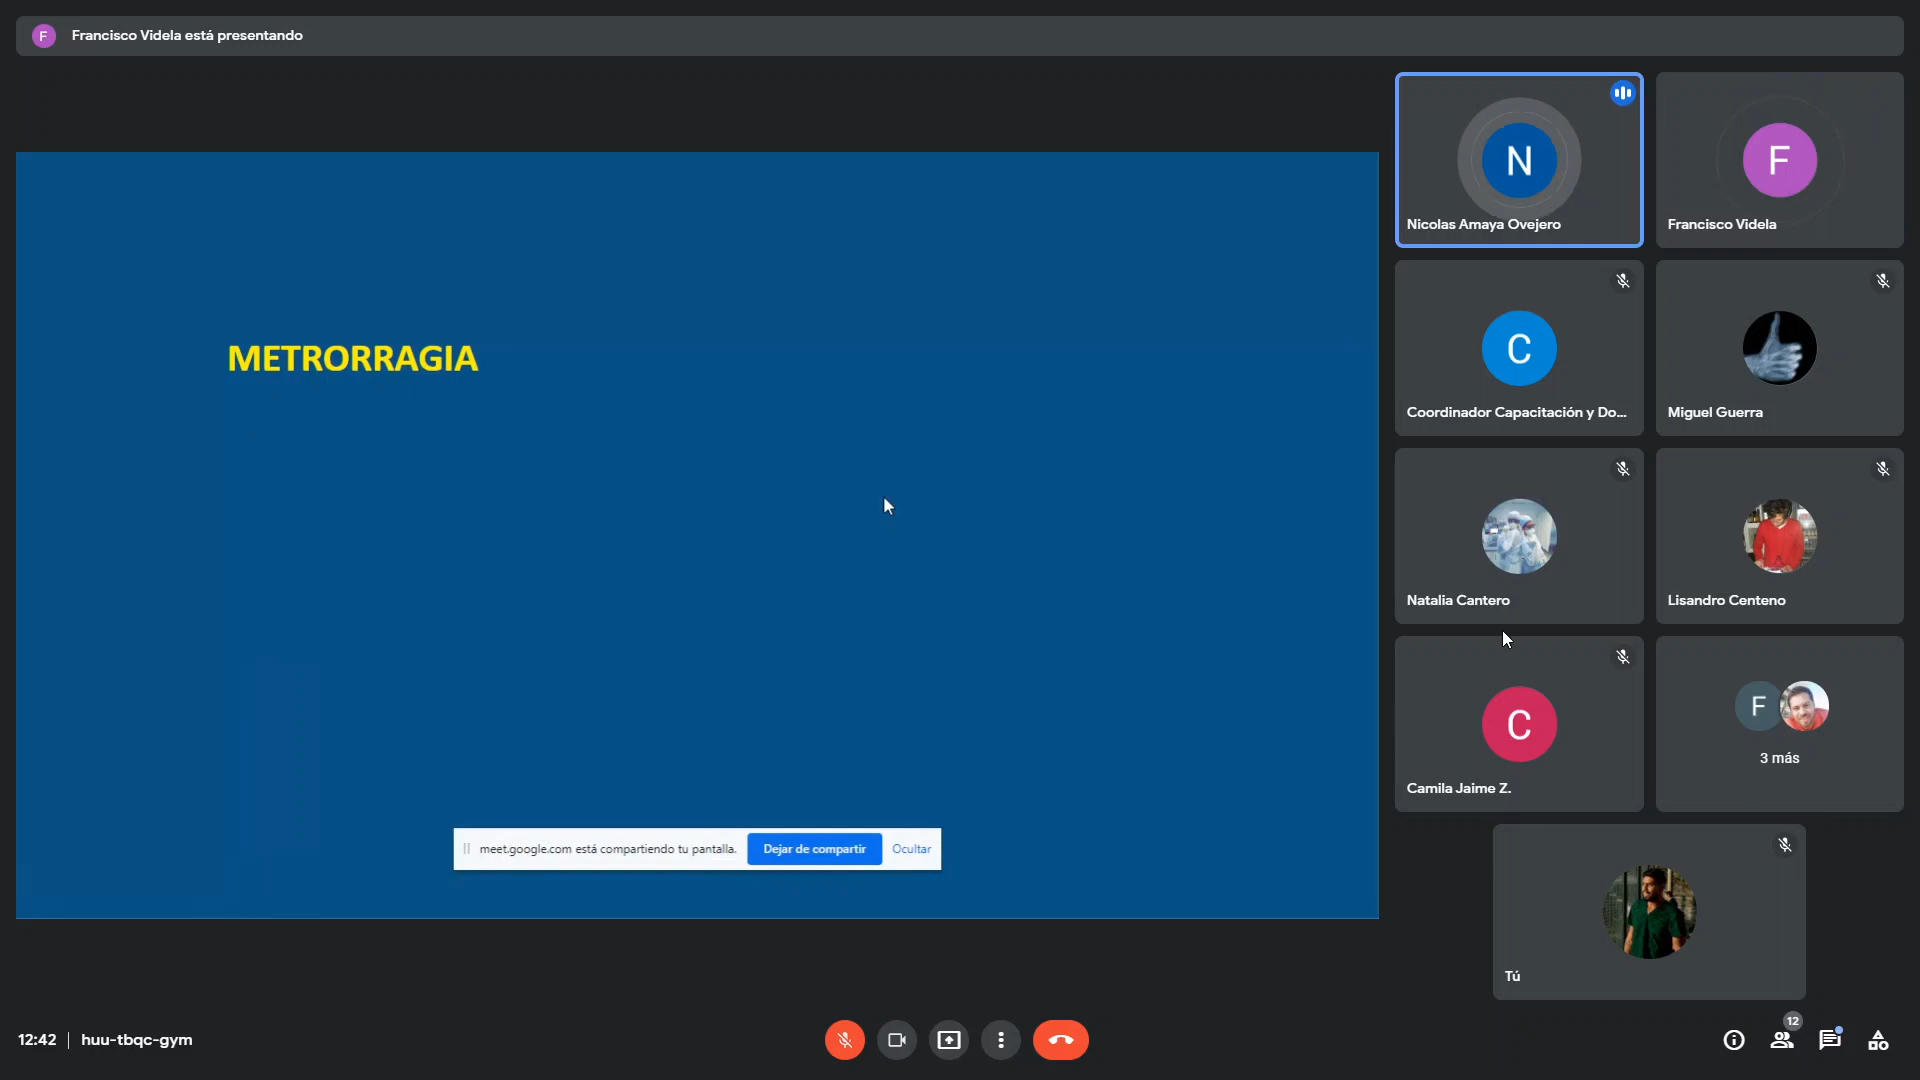 F Francisco Videla está presentando
METRORRAGIA
meet.google.com está compartiendo tu pantalla. Dejar de compartir Ocultar
N
Nicolas Amaya Ovejero
F
Francisco Videla
C
Coordinador Capacitación y Do...
Miguel Guerra
Natalia Cantero
Lisandro Centeno
C
Camila Jaime Z.
F
3 más
Tú
12:42 | huu-tbqc-gym
12